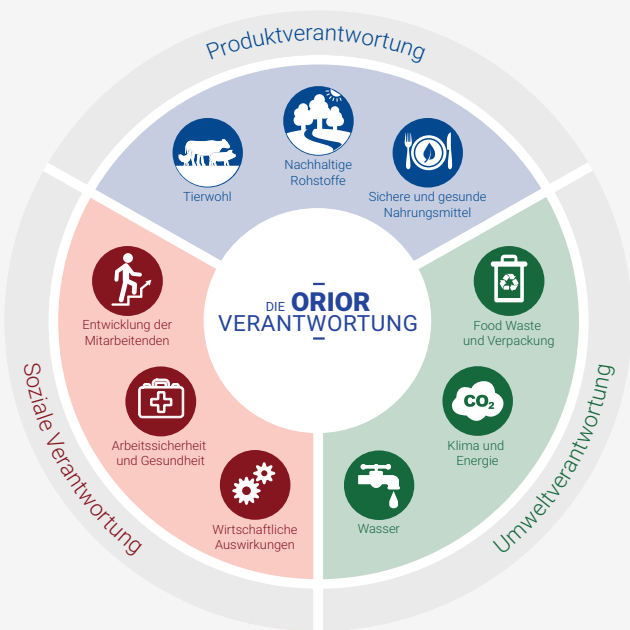 Produktverantwortung
Tierwohl
Nachhaltige
Rohstoffe
Sichere und gesunde
Nahrungsmittel
DIE ORIOR
VERANTWORTUNG
Entwicklung der
Mitarbeitenden
Arbeitssicherheit
und Gesundheit
Wirtschaftliche
Auswirkungen
Soziale Verantwortung
Food Waste
und Verpackung
CO₂
Klima und
Energie
Wasser
Umweltverantwortung